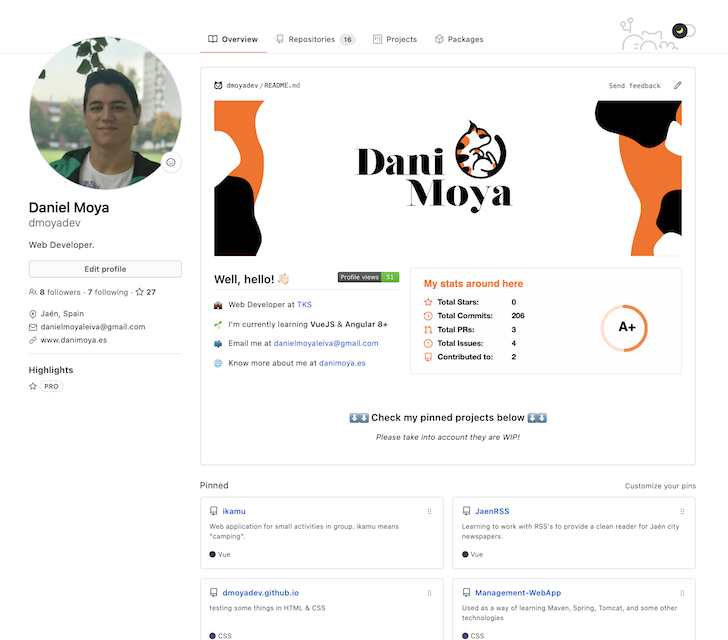 Overview
Repositories 16
Projects
Packages
Daniel Moya
dmoyadev
Web Developer.
Edit profile
8 followers · 7 following · 27
Jaén, Spain
danielmoyaleiva@gmail.com
www.danimoya.es
Highlights
PRO
dmoyadev/README.md
Send feedback
Dani
Moya
Well, hello!
Profile views 51
Web Developer at TKS
I'm currently learning VueJS & Angular 8+
Email me at danielmoyaleiva@gmail.com
Know more about me at danimoya.es
My stats around here
Total Stars: 0
Total Commits: 206
Total PRs: 3
Total Issues: 4
Contributed to: 2
A+
Check my pinned projects below
Please take into account they are WIP!
Pinned
Customize your pins
ikamu
Web application for small activities in group. ikamu means
"camping".
Vue
JaenRSS
Learning to work with RSS's to provide a clean reader for Jaén city
newspapers.
Vue
dmoyadev.github.io
testing some things in HTML & CSS
CSS
Management-WebApp
Used as a way of learning Maven, Spring, Tomcat, and some other
technologies
CSS